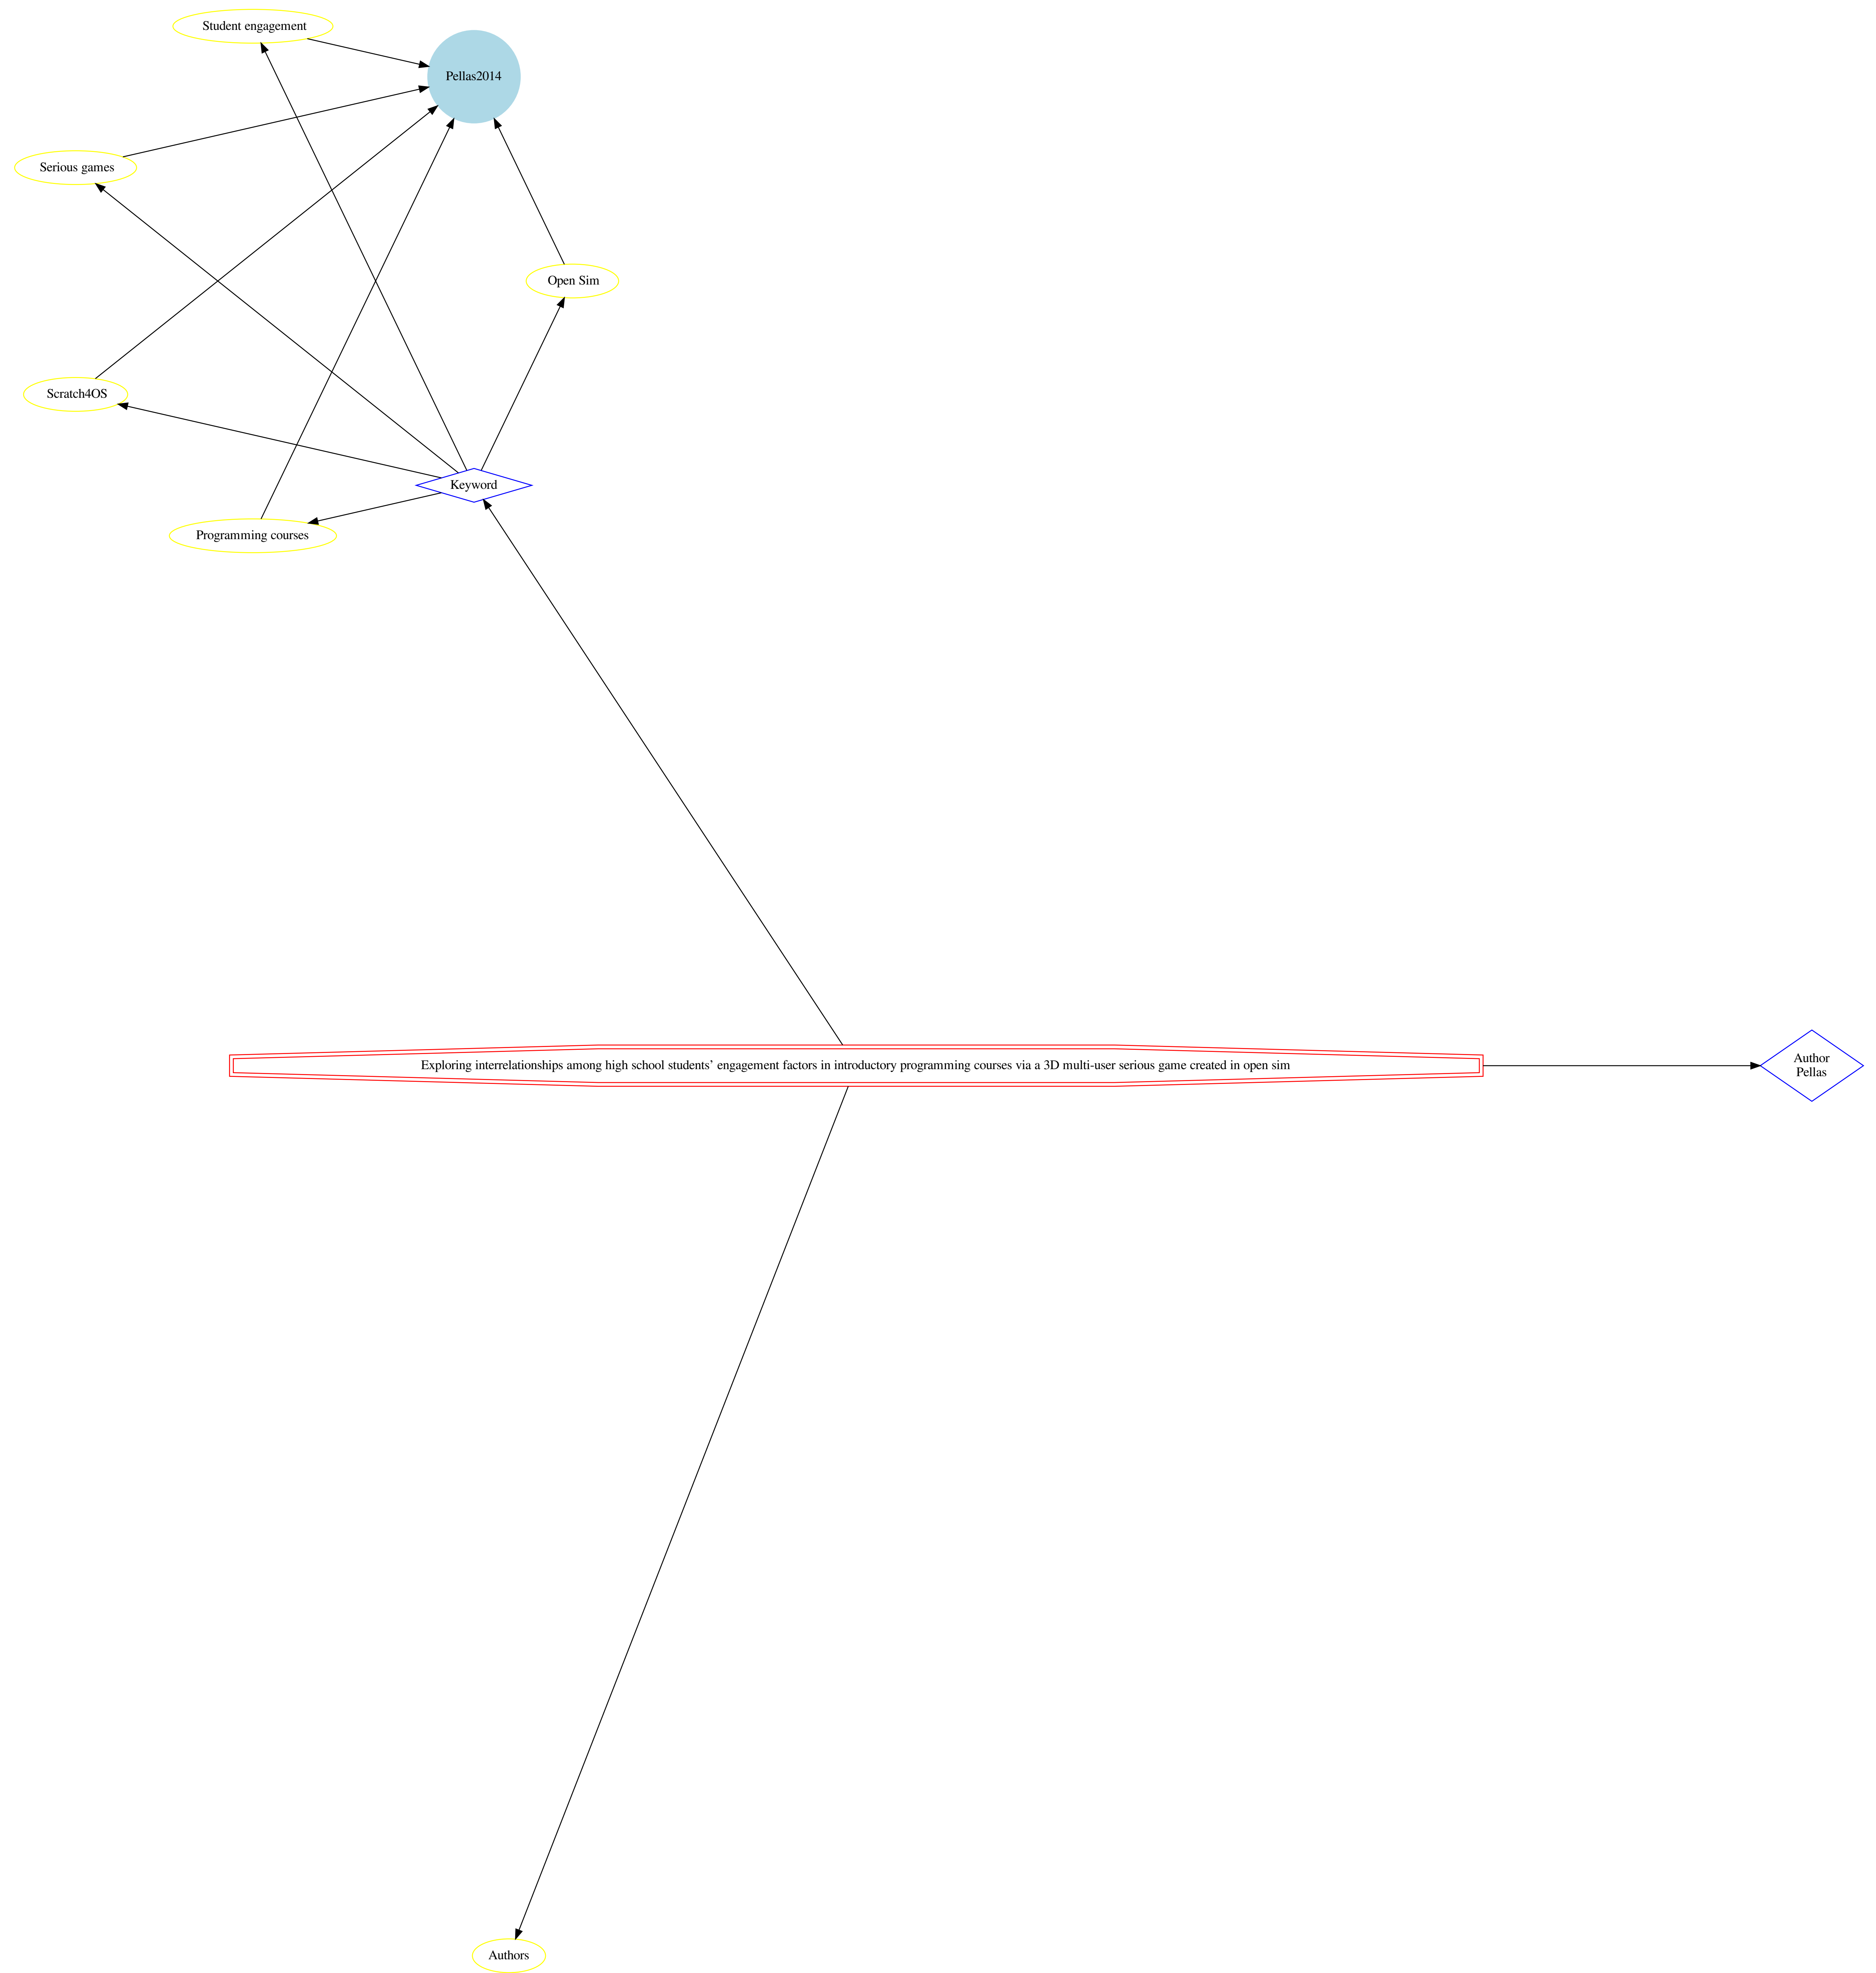 Student engagement
Pellas2014
Serious games
Open Sim
Scratch4OS
Keyword
Programming courses
Exploring interrelationships among high school students’ engagement factors in introductory programming courses via a 3D multi-user serious game created in open sim
Author
Pellas
Authors